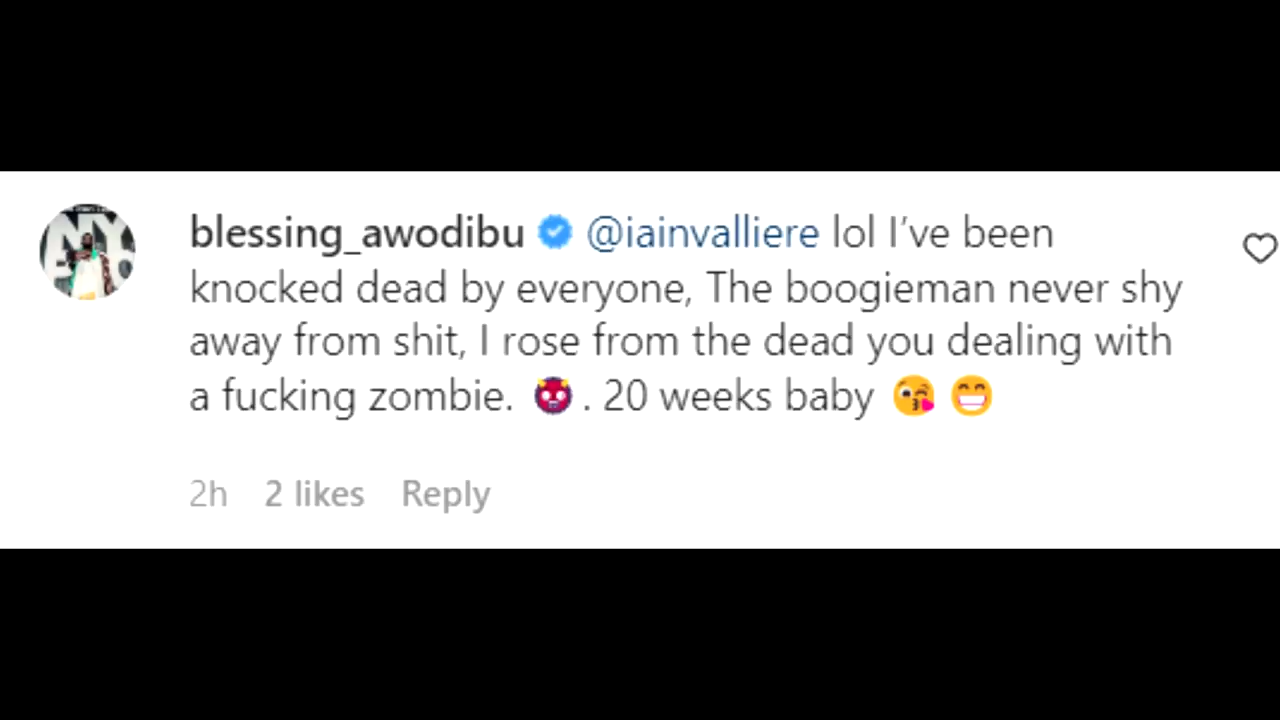 blessing_awodibu @iainvalliere lol I’ve been
knocked dead by everyone, The boogieman never shy
away from shit, I rose from the dead you dealing with
a fucking zombie. 👹 . 20 weeks baby 😘 😁
2h 2 likes Reply